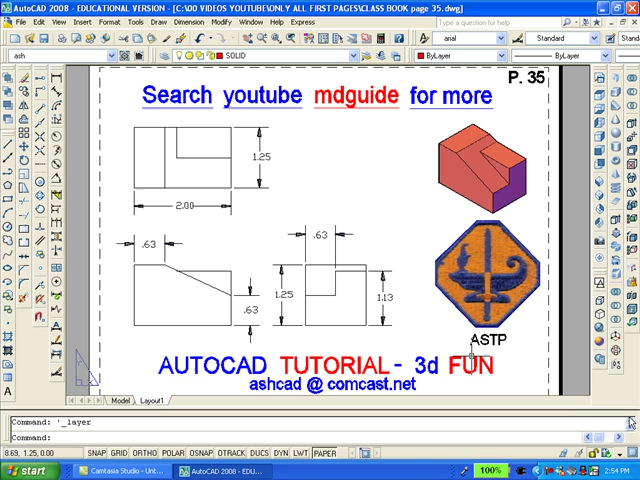 AutoCAD 2008 - EDUCATIONAL VERSION - [C:\00 VIDEOS YOUTUBE\ONLY ALL FIRST PAGES\CLASS BOOK page 35.dwg]
File Edit View Insert Format Tools Draw Dimension Modify Window Help Express
Type a question for help
arial Standard Standard Standa
ash SOLID ByLayer ByLayer
P. 35
Search youtube mdguide for more
1.25
2.00
.63
.63
1.25
.63
1.13
ASTP
AUTOCAD TUTORIAL - 3d FUN
ashcad @ comcast.net
Model Layout1
Command: '_layer
Command:
8.69, 1.25, 0.00 SNAP GRID ORTHO POLAR OSNAP OTRACK DUCS DYN LWT PAPER
start Camtasia Studio - Unt... AutoCAD 2008 - EDU... 100% 2:54 PM